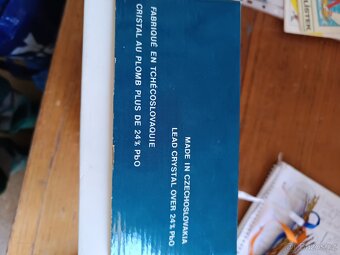 FABRIQUÉ EN TCHÉCOSLOVAQUIE
CRISTAL AU PLOMB PLUS DE 24% PbO
MADE IN CZECHOSLOVAKIA
LEAD CRYSTAL OVER 24% PbO